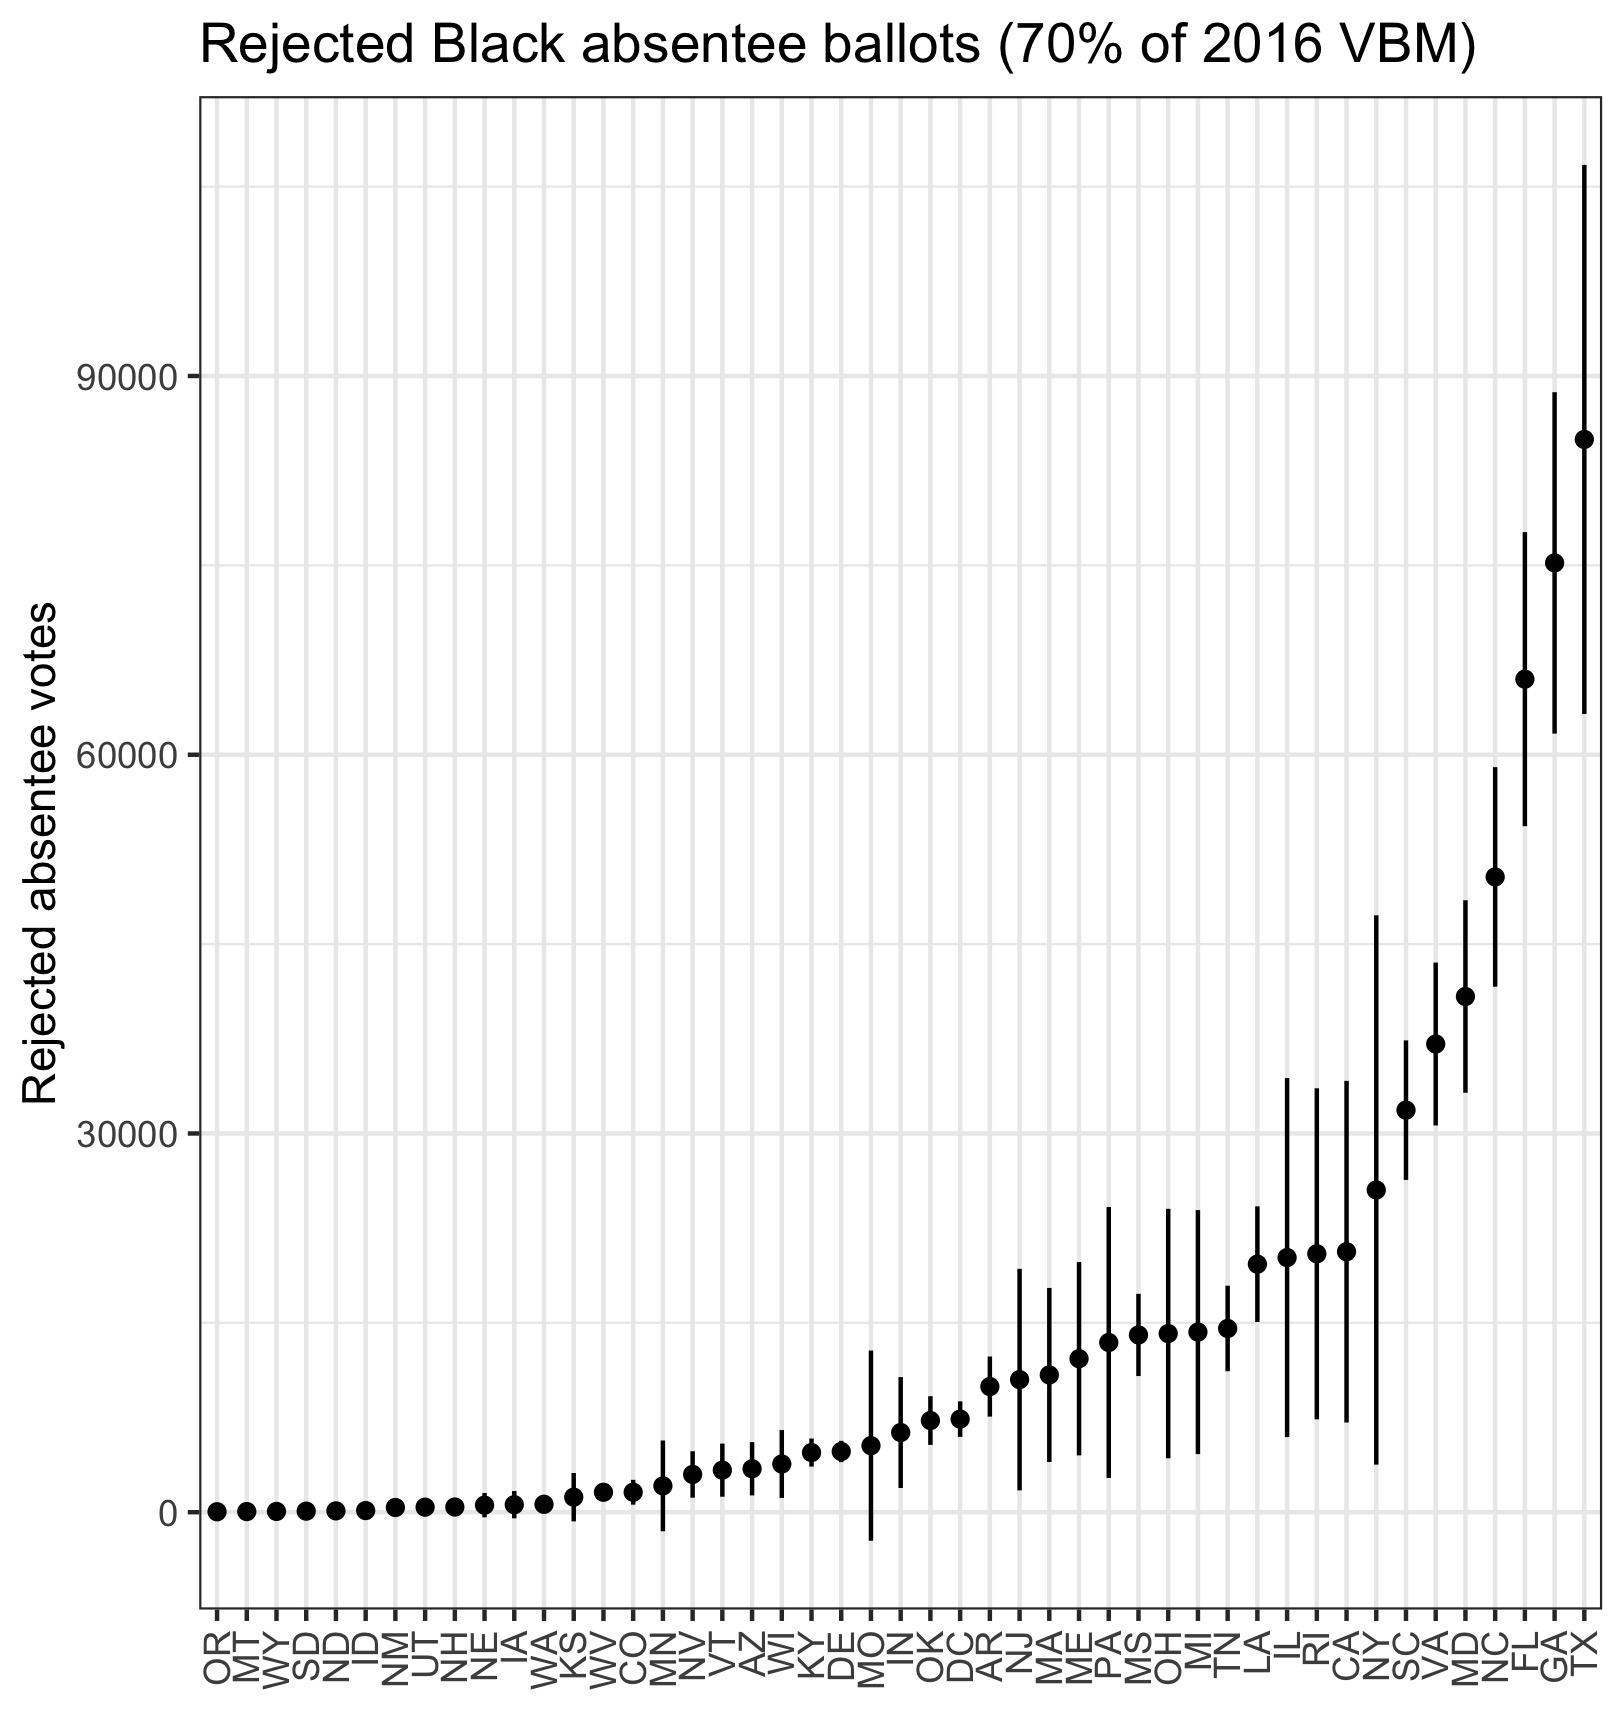 Rejected Black absentee ballots (70% of 2016 VBM)
Rejected absentee votes
90000
60000
30000
0
OR
MT
WY
SD
ND
ID
NM
UT
NH
NE
IA
WA
KS
WV
CO
MN
NV
VT
AZ
WI
KY
DE
MO
IN
OK
DC
AR
NJ
MA
ME
PA
MS
OH
MI
TN
LA
IL
RI
CA
NY
SC
VA
MD
NC
FL
GA
TX